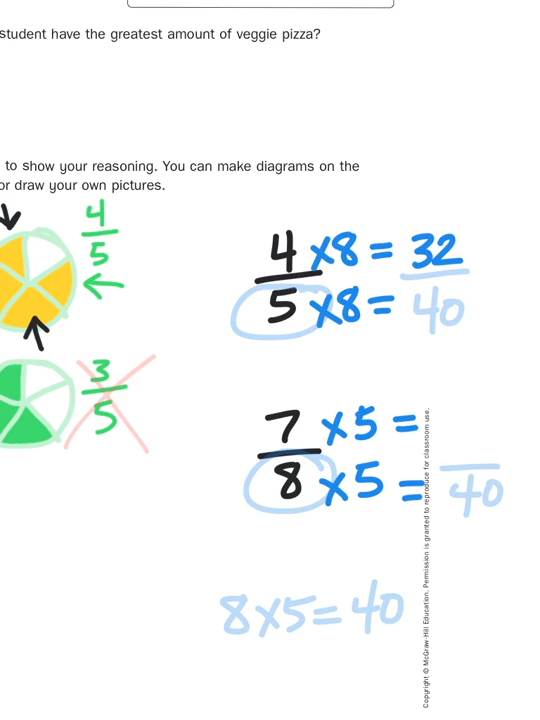 student have the greatest amount of veggie pizza?
to show your reasoning. You can make diagrams on the
or draw your own pictures.
4
5
3
5
4 x8 = 32
5 x8 = 40
7 x5 =
8 x5 = 40
8x5=40
Copyright © McGraw-Hill Education. Permission is granted to reproduce for classroom use.